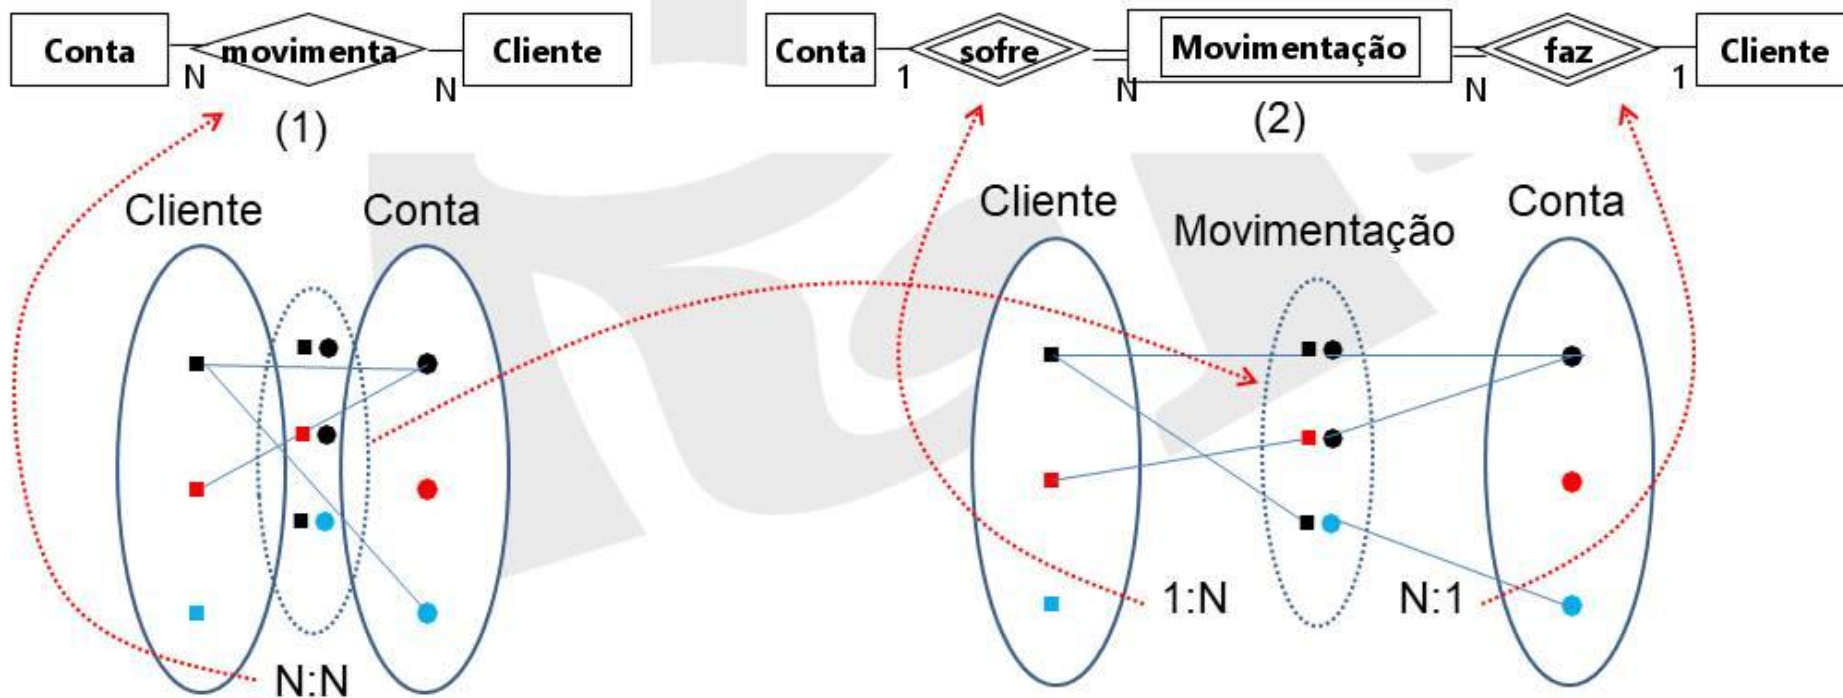 Conta movimenta Cliente Conta sofre Movimentação faz Cliente
N N 1 N N 1
(1) (2)
Cliente Conta Cliente Movimentação Conta
1:N N:1
N:N